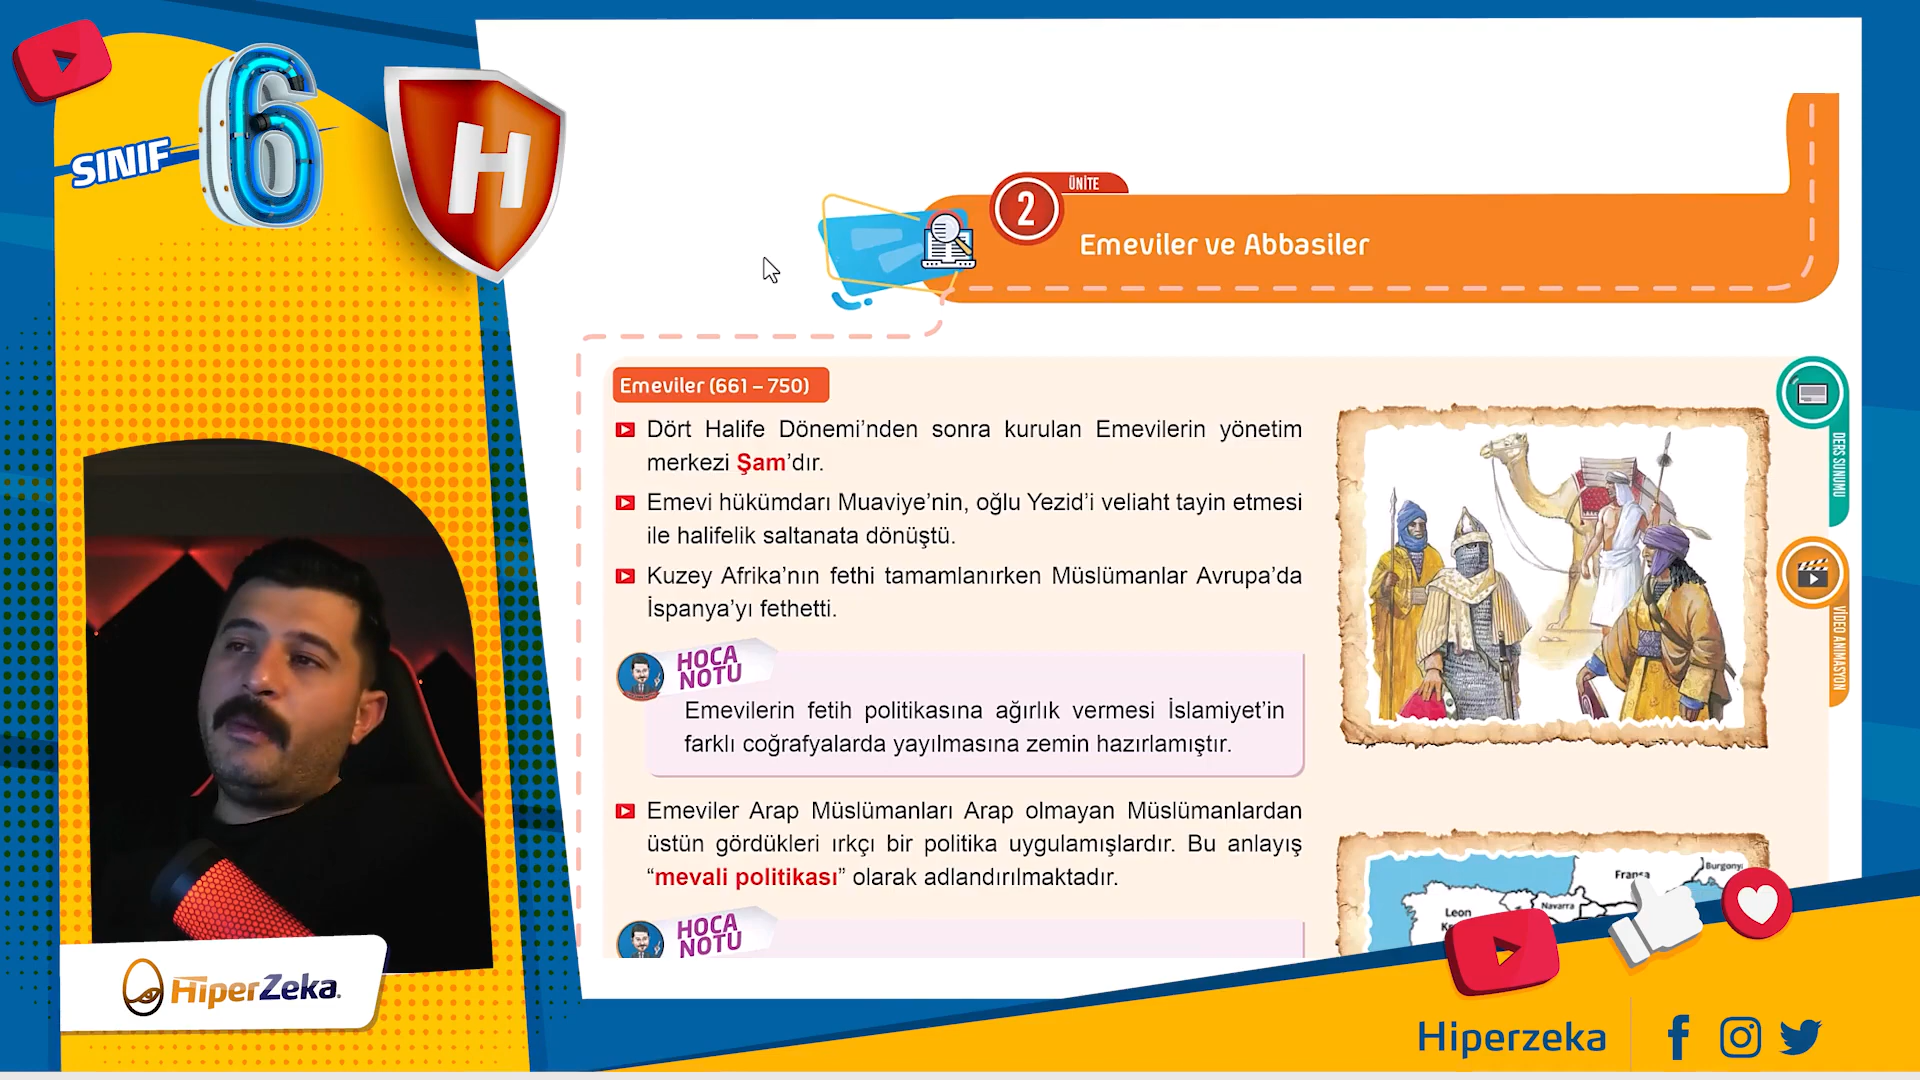 SINIF
6
H
ÜNİTE
2
Emeviler ve Abbasiler
Emeviler (661 – 750)
Dört Halife Dönemi’nden sonra kurulan Emevilerin yönetim
merkezi Şam’dır.
Emevi hükümdarı Muaviye’nin, oğlu Yezid’i veliaht tayin etmesi
ile halifelik saltanata dönüştü.
Kuzey Afrika’nın fethi tamamlanırken Müslümanlar Avrupa’da
İspanya’yı fethetti.
HOCA
NOTU
Emevilerin fetih politikasına ağırlık vermesi İslamiyet’in
farklı coğrafyalarda yayılmasına zemin hazırlamıştır.
Emeviler Arap Müslümanları Arap olmayan Müslümanlardan
üstün gördükleri ırkçı bir politika uygulamışlardır. Bu anlayış
“mevali politikası” olarak adlandırılmaktadır.
HOCA
NOTU
DERS SUNUMU
VİDEO ANİMASYON
Fransa
Leon
Navarra
HiperZeka.
Hiperzeka